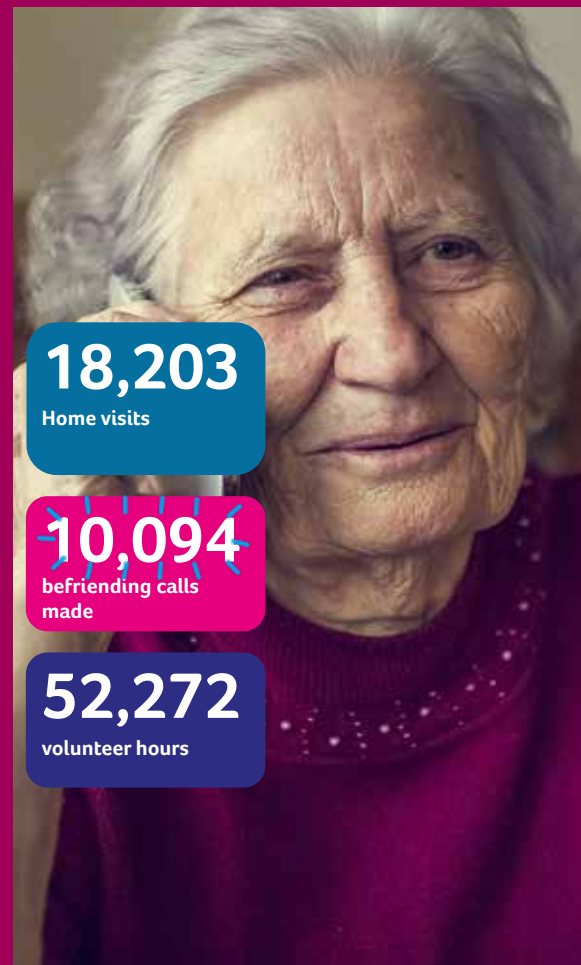 18,203
Home visits
10,094
befriending calls
made
52,272
volunteer hours